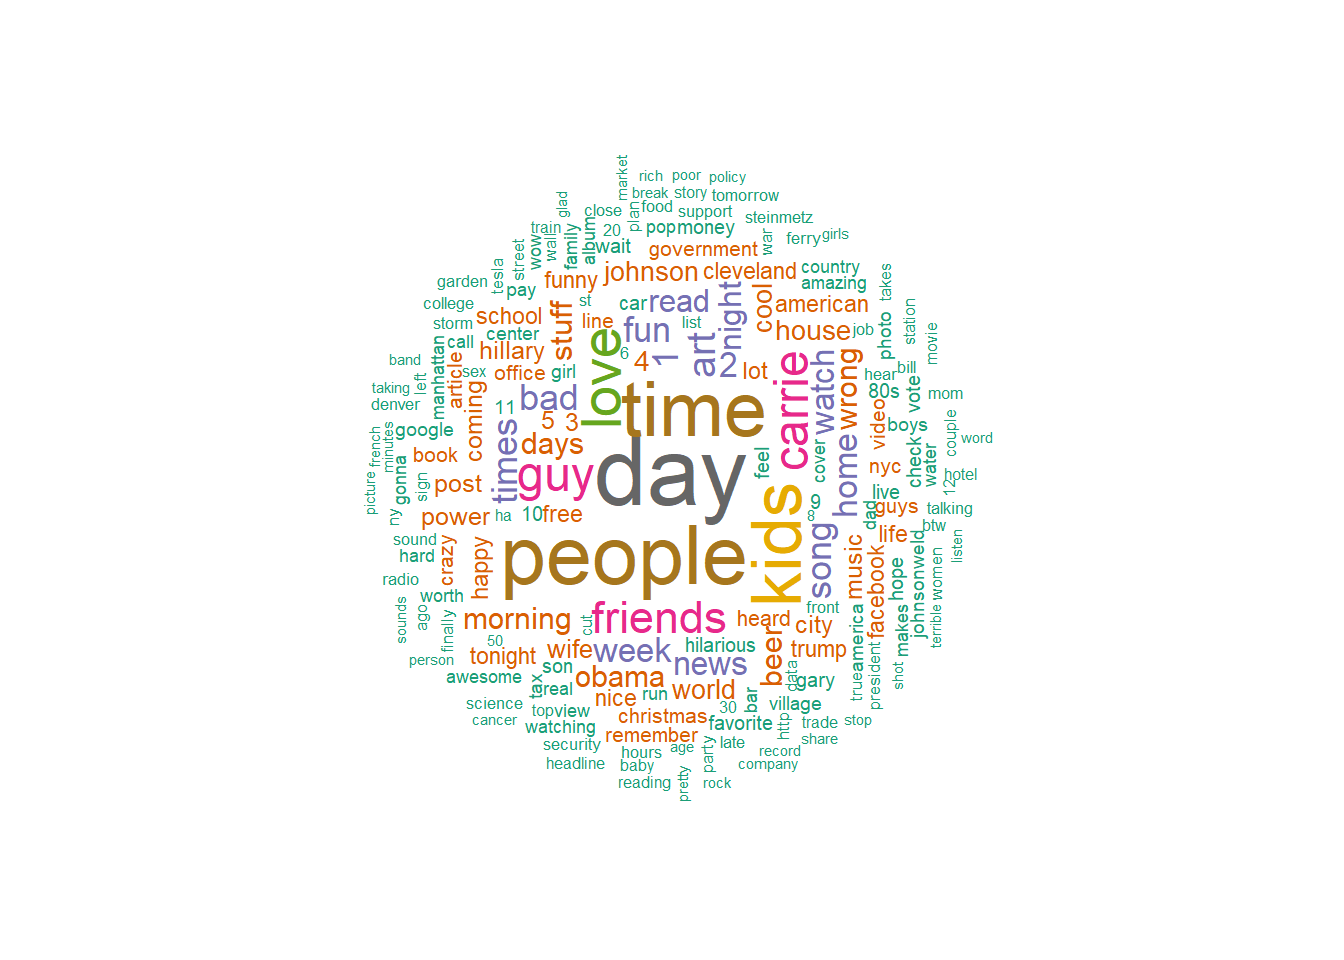 market
rich poor policy
break story tomorrow
glad close plan food support steinmetz
train 20 pop money war ferry girls
street wow wall family album wait government
tesla johnson cleveland country
garden pay funny amazing takes
college st car read night cool american
storm school stuff line fun list art house job photo station
call center love 6 4 1 2 movie
band manhattan hillary article office girl lot carrie watch wrong hear bill
taking left sex bad time 80s vote mom
denver 11 5 3 video boys couple
google coming times days word
french minutes book guy day feel cover home nyc check water hotel
picture gonna sign post live 12
ny power ha 10 free kids 9 8 song dad guys talking
sound crazy happy people music life btw
hard facebook hope listen
radio worth johnsonweld women
sounds ago morning cut friends heard front city makes terrible
finally 50 wife week hilarious beer trump true america president
person tonight son news data shot
awesome tax real obama run world gary
science nice bar village
cancer top view christmas 30 favorite http trade stop
watching remember share
security hours age late party record
headline baby company
reading pretty rock